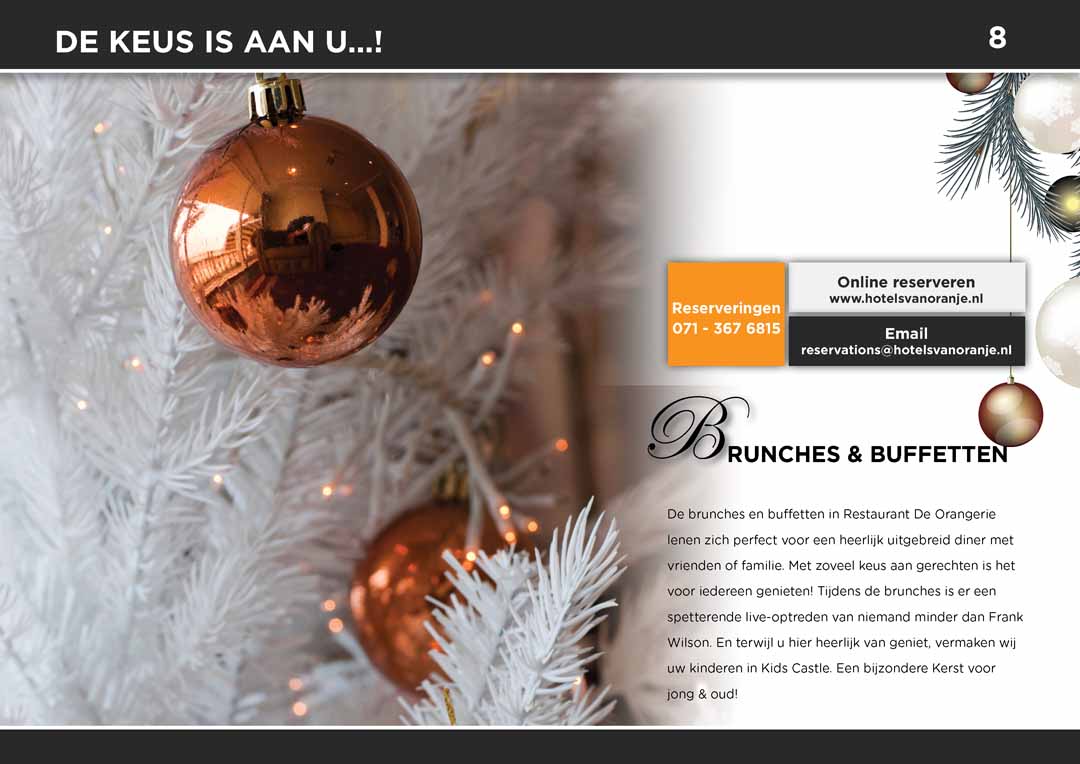 DE KEUS IS AAN U...!
8
Reserveringen
071 - 367 6815
Online reserveren
www.hotelsvanoranje.nl
Email
reservations@hotelsvanoranje.nl
BRUNCHES & BUFFETTEN
De brunches en buffetten in Restaurant De Orangerie
lenen zich perfect voor een heerlijk uitgebreid diner met
vrienden of familie. Met zoveel keus aan gerechten is het
voor iedereen genieten! Tijdens de brunches is er een
spetterende live-optreden van niemand minder dan Frank
Wilson. En terwijl u hier heerlijk van geniet, vermaken wij
uw kinderen in Kids Castle. Een bijzondere Kerst voor
jong & oud!